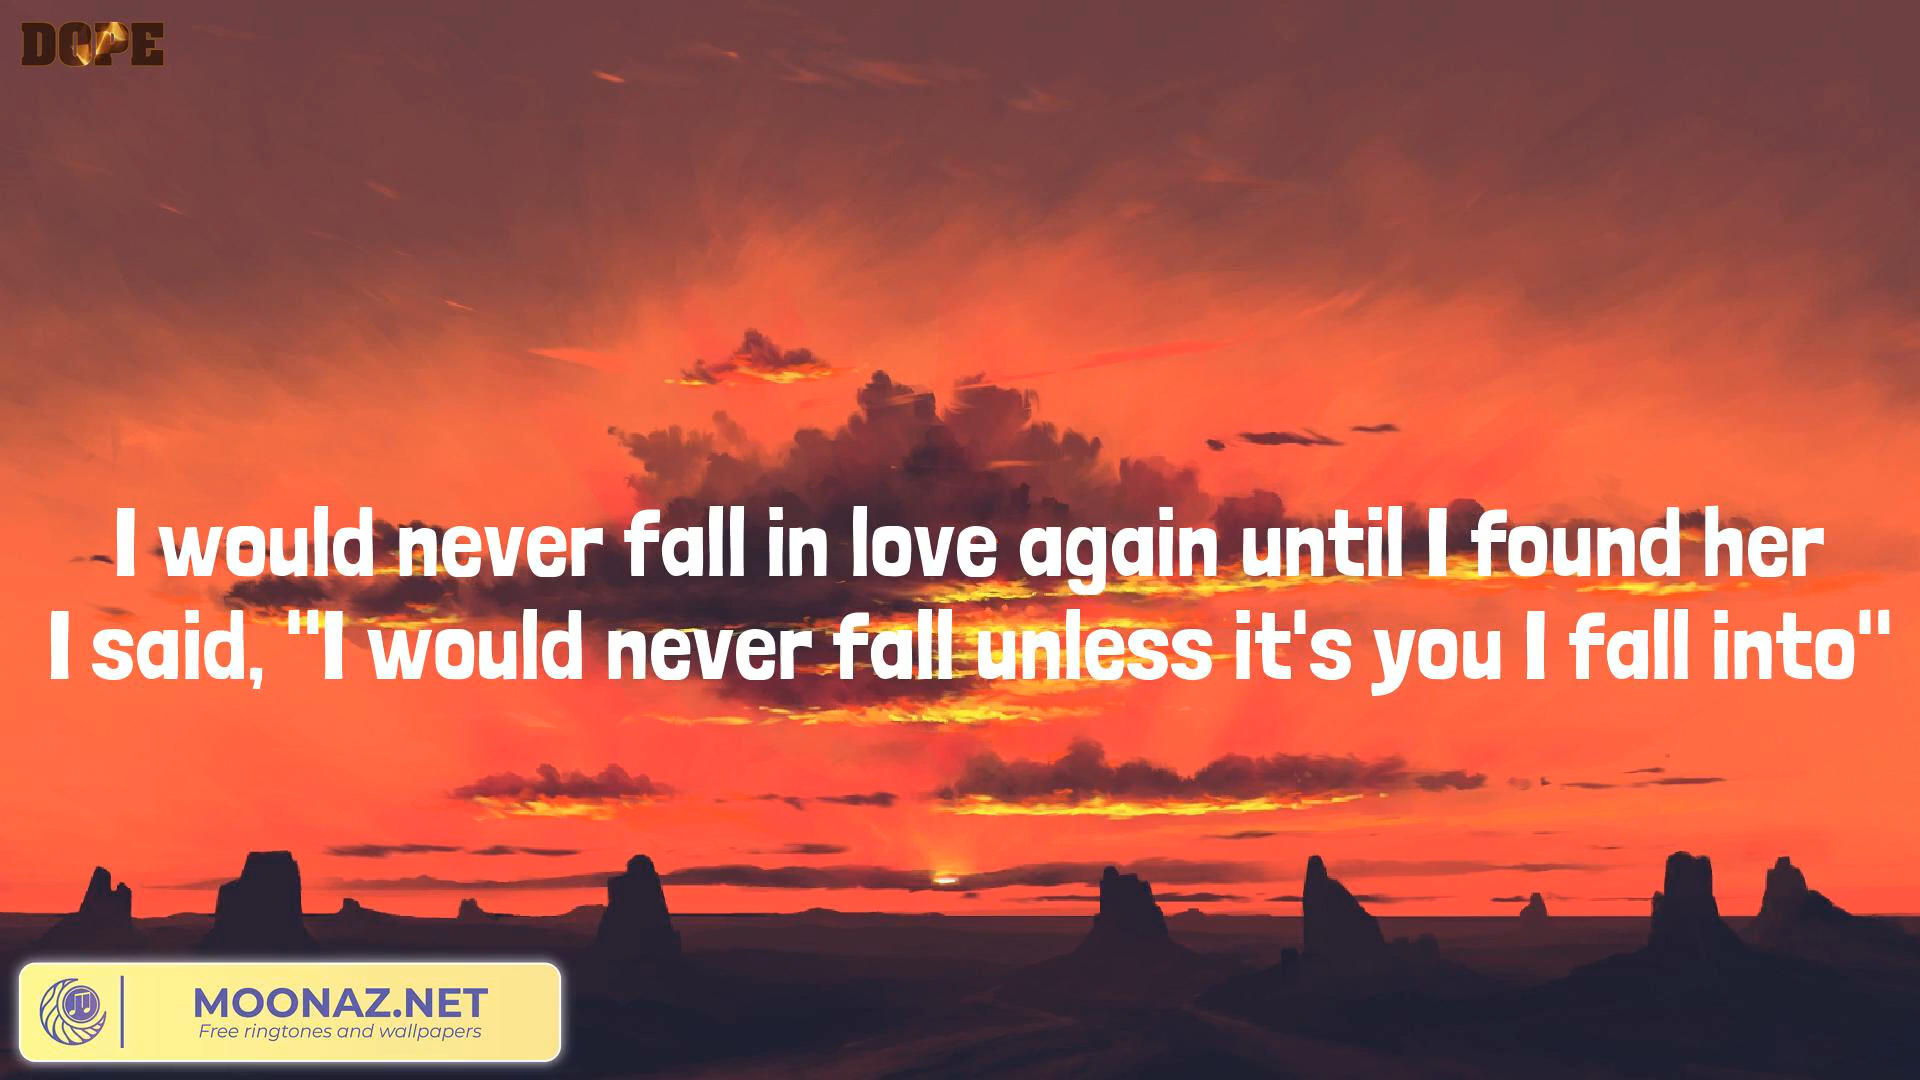 DOPE
I would never fall in love again until I found her
I said, "I would never fall unless it's you I fall into"
MOONAZ.NET
Free ringtones and wallpapers